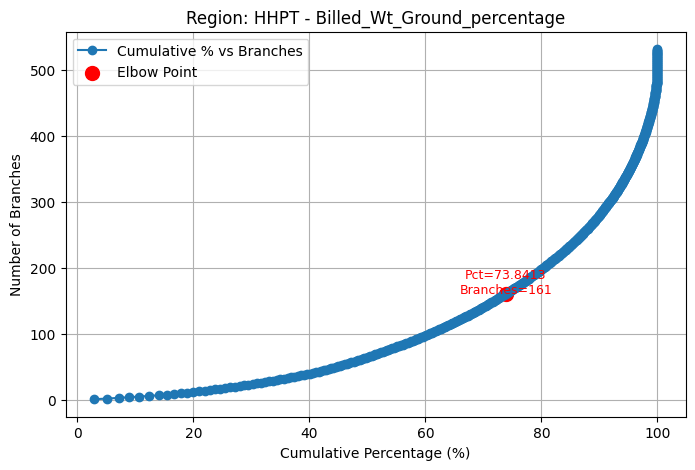 Region: HHPT - Billed_Wt_Ground_percentage
Cumulative % vs Branches
Elbow Point
Number of Branches
500
400
300
200
100
0
Pct=73.8413
Branches=161
0
20
40
60
80
100
Cumulative Percentage (%)